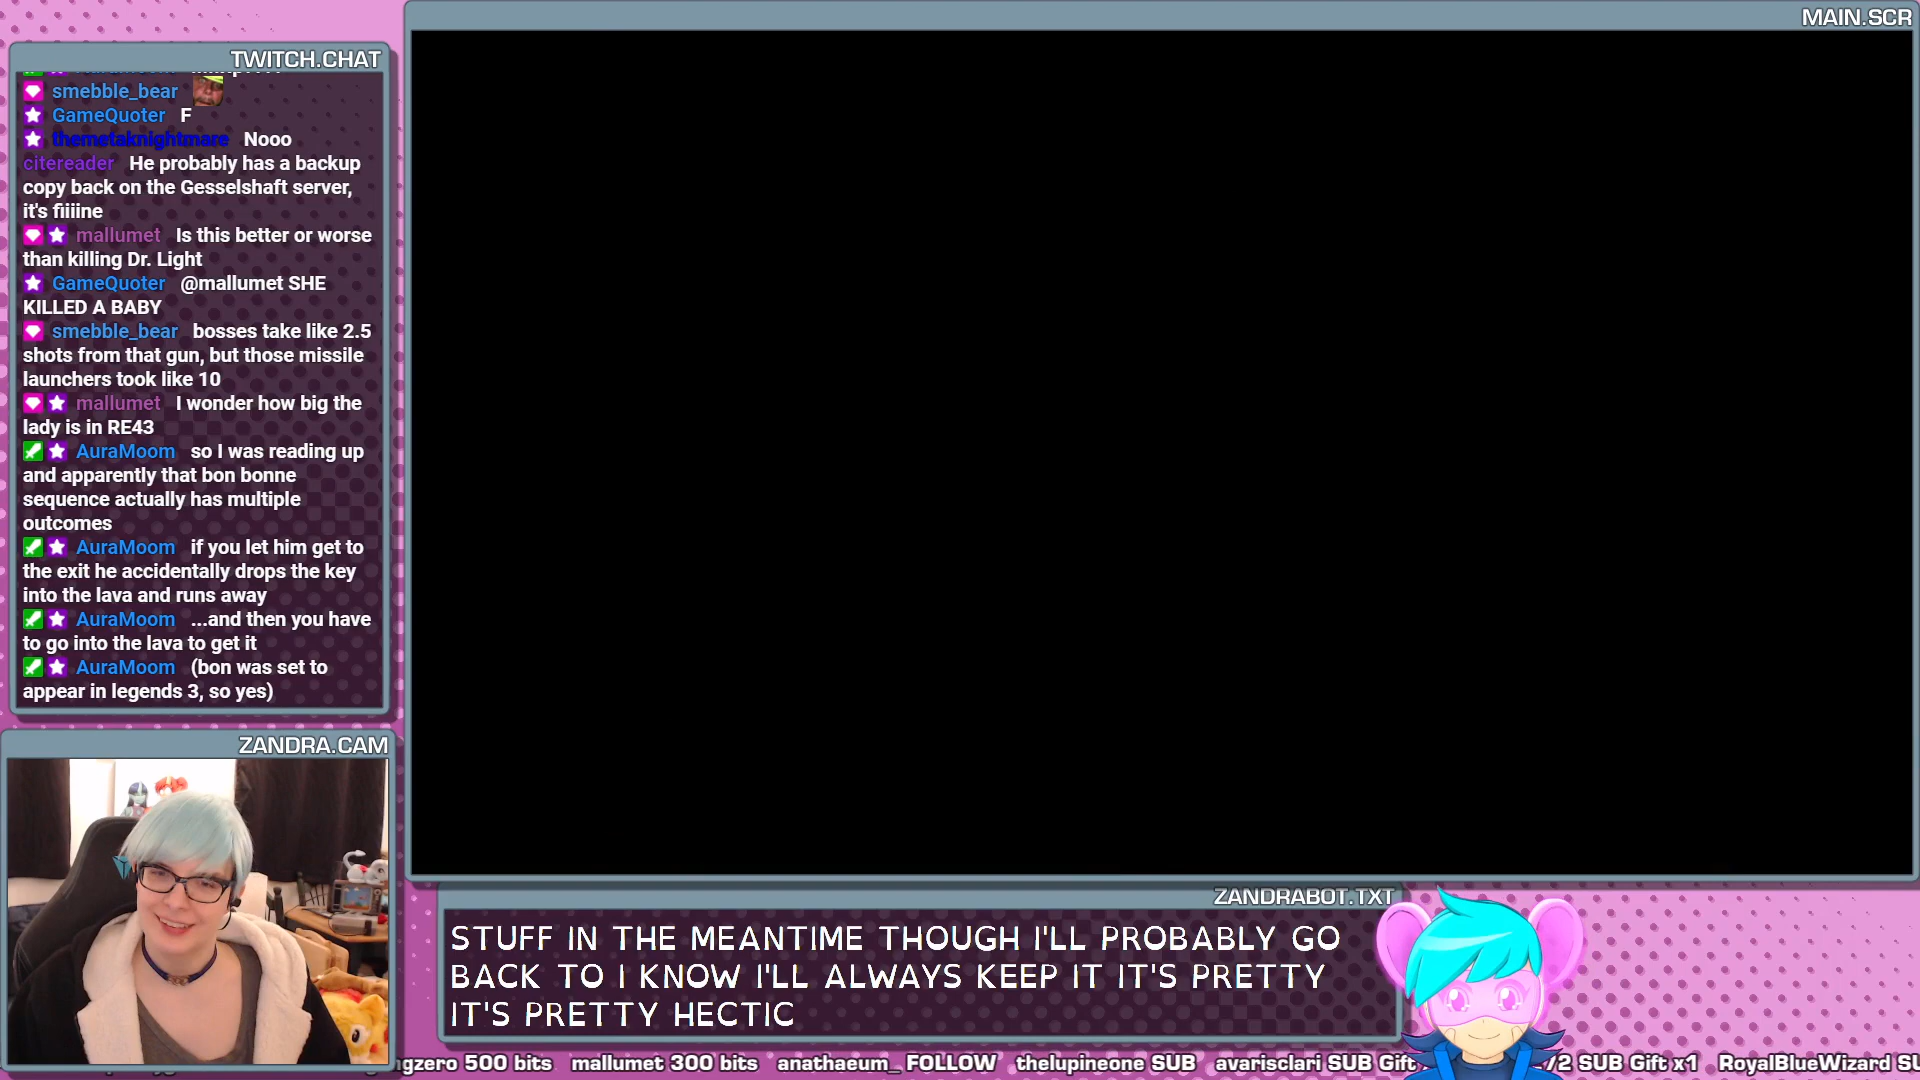 MAIN.SCR
TWITCH.CHAT
smebble_bear
GameQuoter F
themetaknightmare Nooo
citereader He probably has a backup
copy back on the Gesselshaft server,
it's fiiiine
mallumet Is this better or worse
than killing Dr. Light
GameQuoter @mallumet SHE
KILLED A BABY
smebble_bear bosses take like 2.5
shots from that gun, but those missile
launchers took like 10
mallumet I wonder how big the
lady is in RE43
AuraMoom so I was reading up
and apparently that bon bonne
sequence actually has multiple
outcomes
AuraMoom if you let him get to
the exit he accidentally drops the key
into the lava and runs away
AuraMoom ...and then you have
to go into the lava to get it
AuraMoom (bon was set to
appear in legends 3, so yes)
ZANDRA.CAM
ZANDRABOT.TXT
STUFF IN THE MEANTIME THOUGH I'LL PROBABLY GO
BACK TO I KNOW I'LL ALWAYS KEEP IT IT'S PRETTY
IT'S PRETTY HECTIC
gzero 500 bits mallumet 300 bits anathaeum_ FOLLOW thelupineone SUB avarisclari SUB Gift /2 SUB Gift x1 RoyalBlueWizard SU